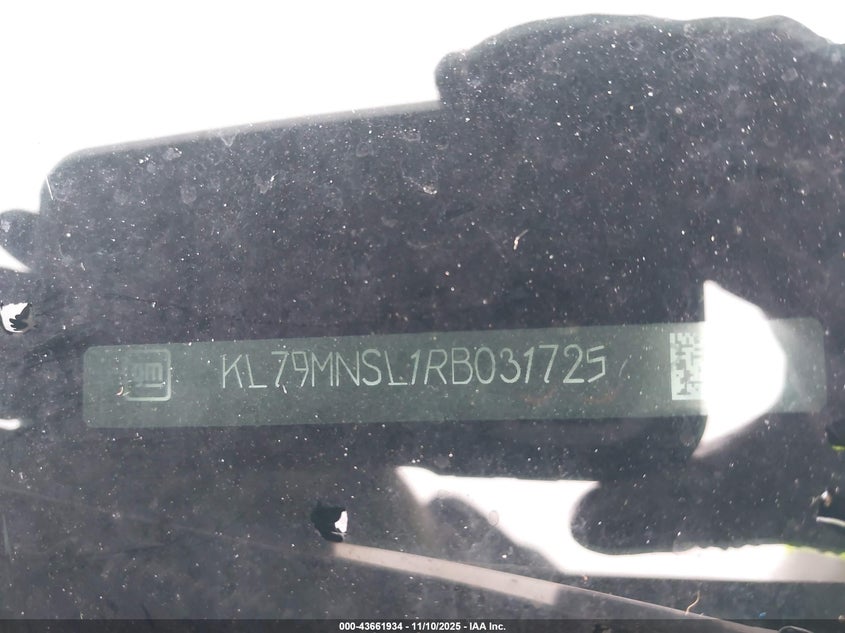 gm KL79MNSL1RB031725
000-43661934 - 11/10/2025 - IAA Inc.